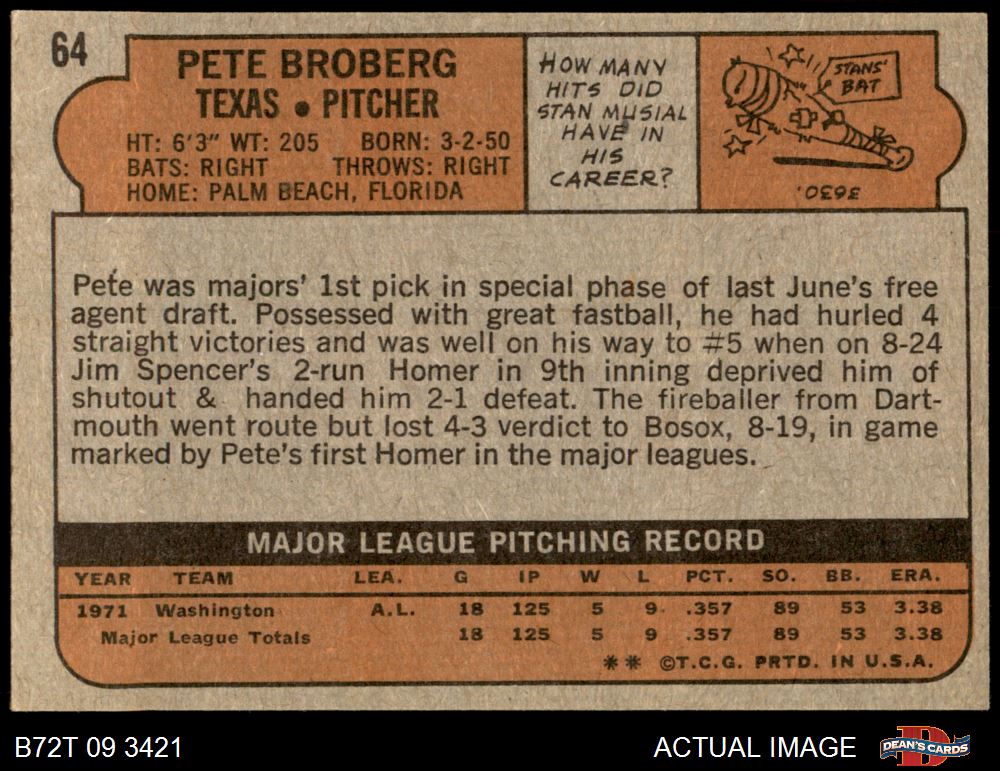 64
PETE BROBERG
TEXAS • PITCHER
HT: 6'3" WT: 205 BORN: 3-2-50
BATS: RIGHT THROWS: RIGHT
HOME: PALM BEACH, FLORIDA
HOW MANY
HITS DID
STAN MUSIAL
HAVE IN
HIS
CAREER?
STANS'
BAT
3630.
Pete was majors' 1st pick in special phase of last June's free
agent draft. Possessed with great fastball, he had hurled 4
straight victories and was well on his way to #5 when on 8-24
Jim Spencer's 2-run Homer in 9th inning deprived him of
shutout & handed him 2-1 defeat. The fireballer from Dart-
mouth went route but lost 4-3 verdict to Bosox, 8-19, in game
marked by Pete's first Homer in the major leagues.
MAJOR LEAGUE PITCHING RECORD
YEAR TEAM LEA. G IP W L PCT. SO. BB. ERA.
1971 Washington A.L. 18 125 5 9 .357 89 53 3.38
Major League Totals 18 125 5 9 .357 89 53 3.38
** ©T.C.G. PRTD. IN U.S.A.
B72T 09 3421 ACTUAL IMAGE DEAN'S CARDS